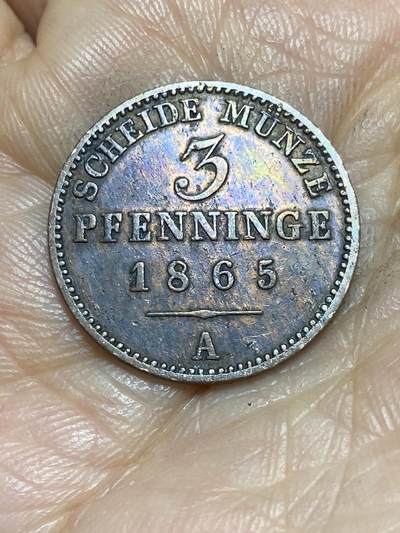 SCHEIDE MÜNZE
3
PFENNINGE
1865
A